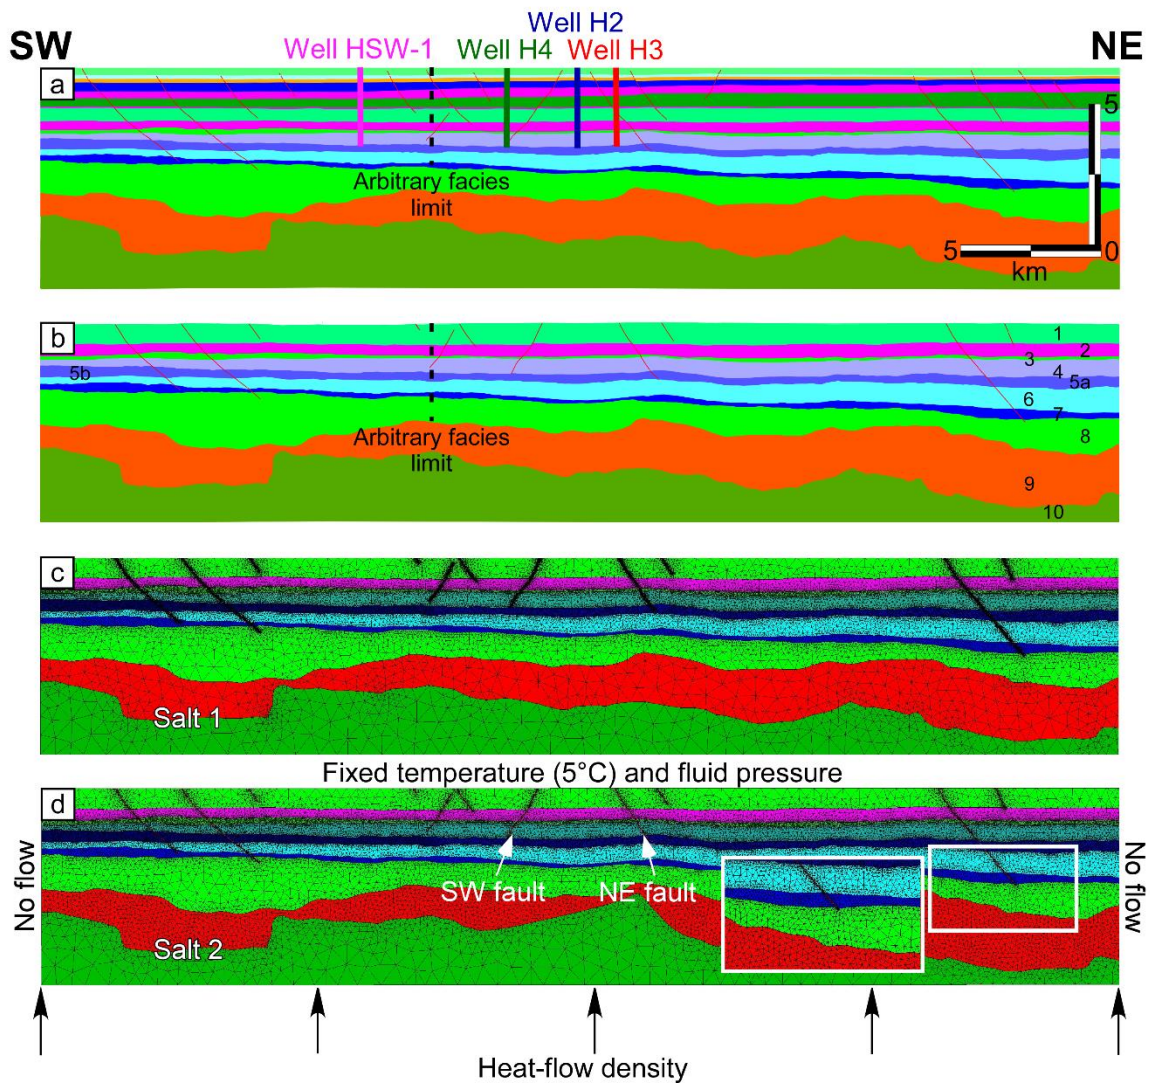 SW
Well H2
NE
Well HSW-1
Well H4
Well H3
a
5
Arbitrary facies
limit
5
0
km
b
1
2
3
4
5b
5a
6
7
8
Arbitrary facies
limit
9
10
c
Salt 1
Fixed temperature (5°C) and fluid pressure
d
No flow
SW fault
NE fault
No flow
Salt 2
Heat-flow density